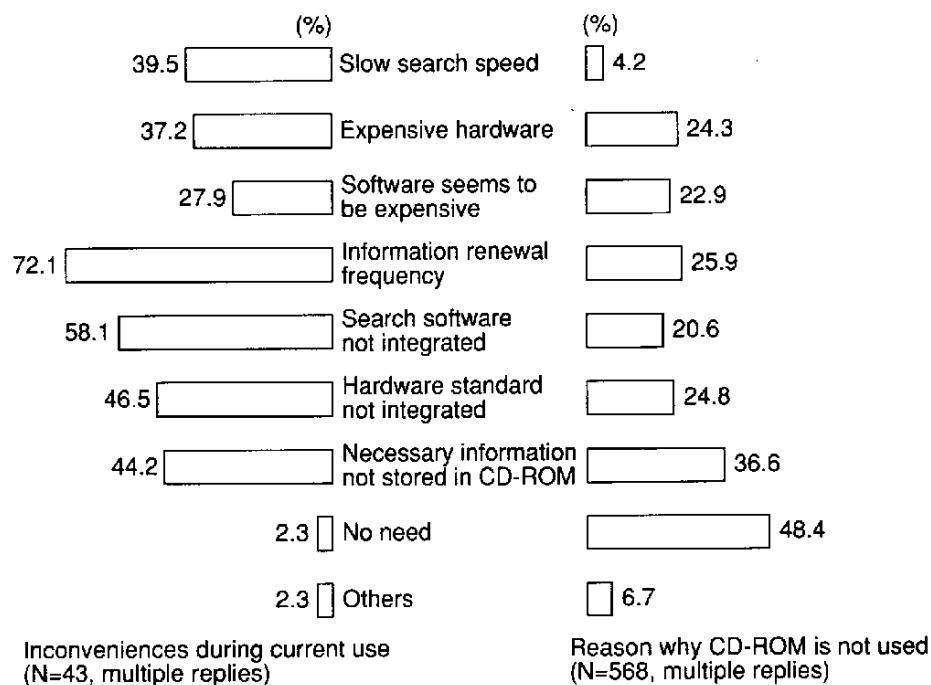 (%) (%)
39.5 Slow search speed 4.2
37.2 Expensive hardware 24.3
27.9 Software seems to be expensive 22.9
72.1 Information renewal frequency 25.9
58.1 Search software not integrated 20.6
46.5 Hardware standard not integrated 24.8
44.2 Necessary information not stored in CD-ROM 36.6
2.3 No need 48.4
2.3 Others 6.7
Inconveniences during current use
(N=43, multiple replies)
Reason why CD-ROM is not used
(N=568, multiple replies)